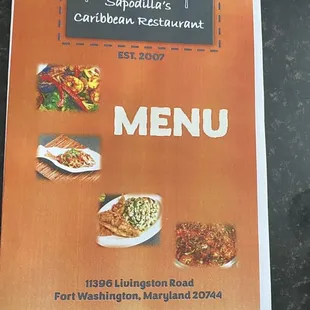 Sapodilla's
Caribbean Restaurant
EST. 2007
MENU
11396 Livingston Road
Fort Washington, Maryland 20744